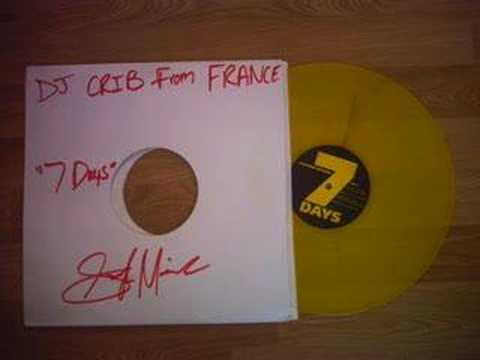 DJ CRIB From FRANCE
"7 Days"
7
DAYS